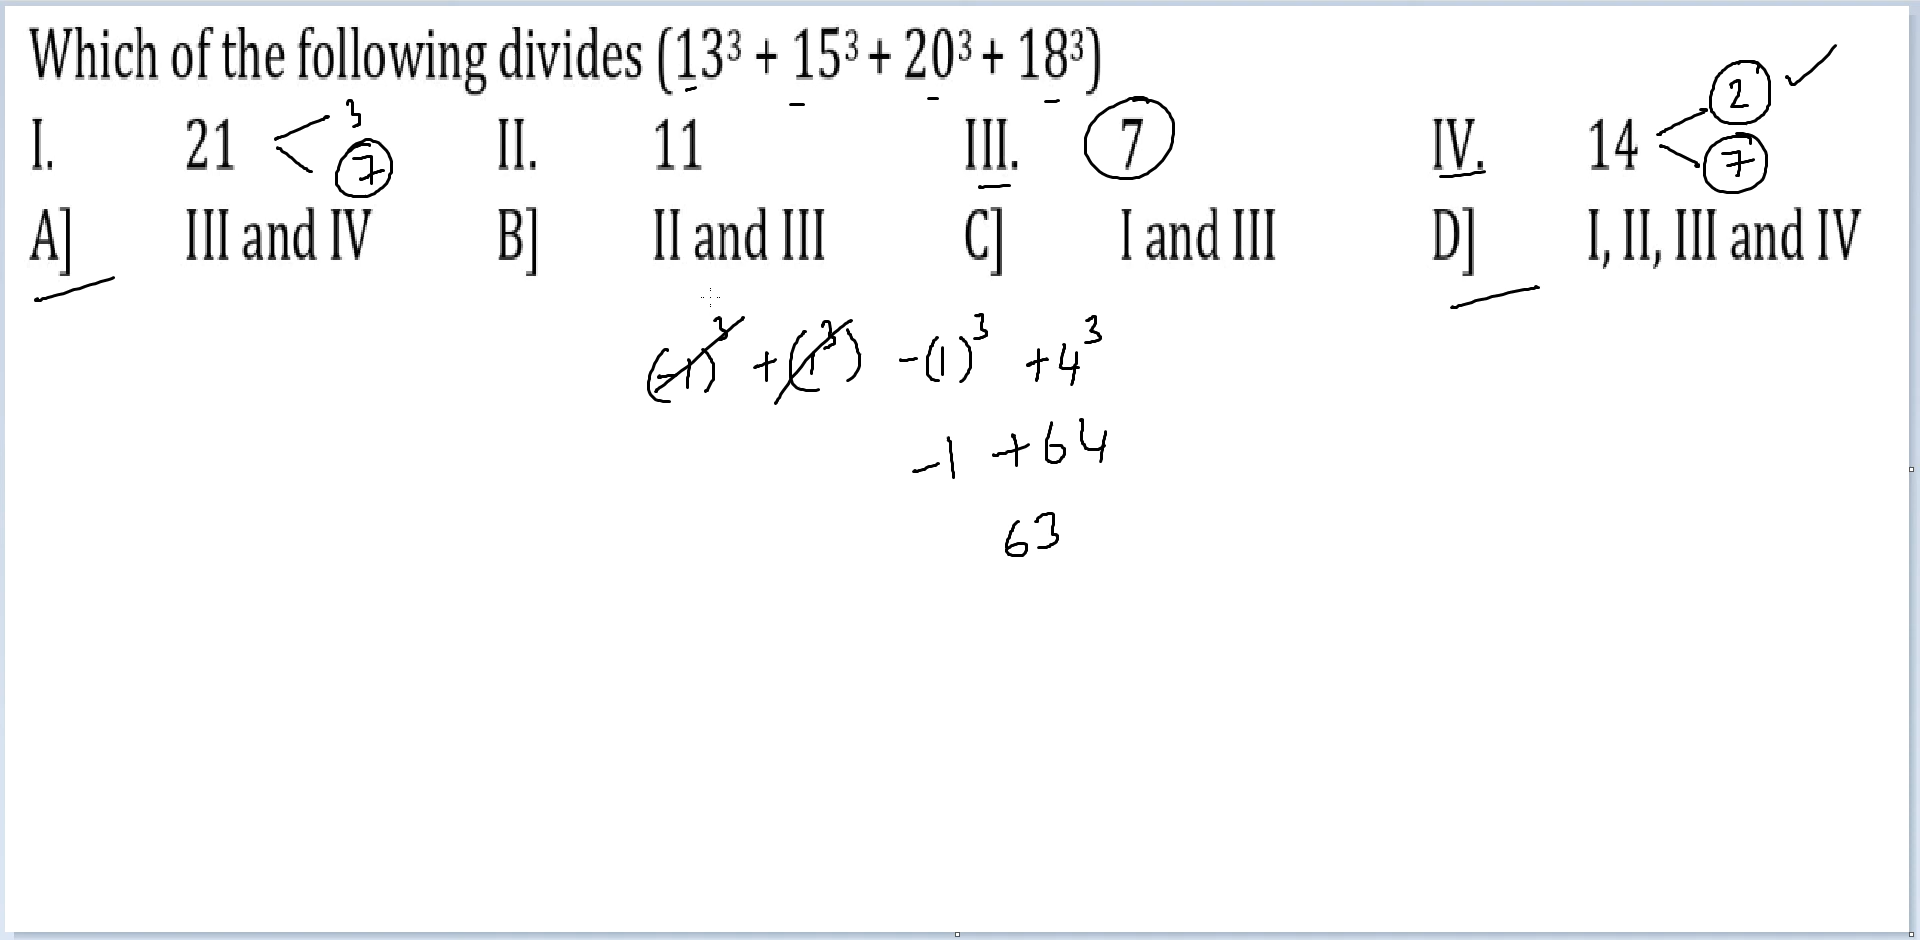 Which of the following divides (13³ + 15³ + 20³ + 18³)
I. 21 < 3 7 II. 11 III. 7 IV. 14 < 2 7 ✓
A] III and IV B] II and III C] I and III D] I, II, III and IV
(-1)³ + (1³) -(1)³ +4³
-1 +64
63